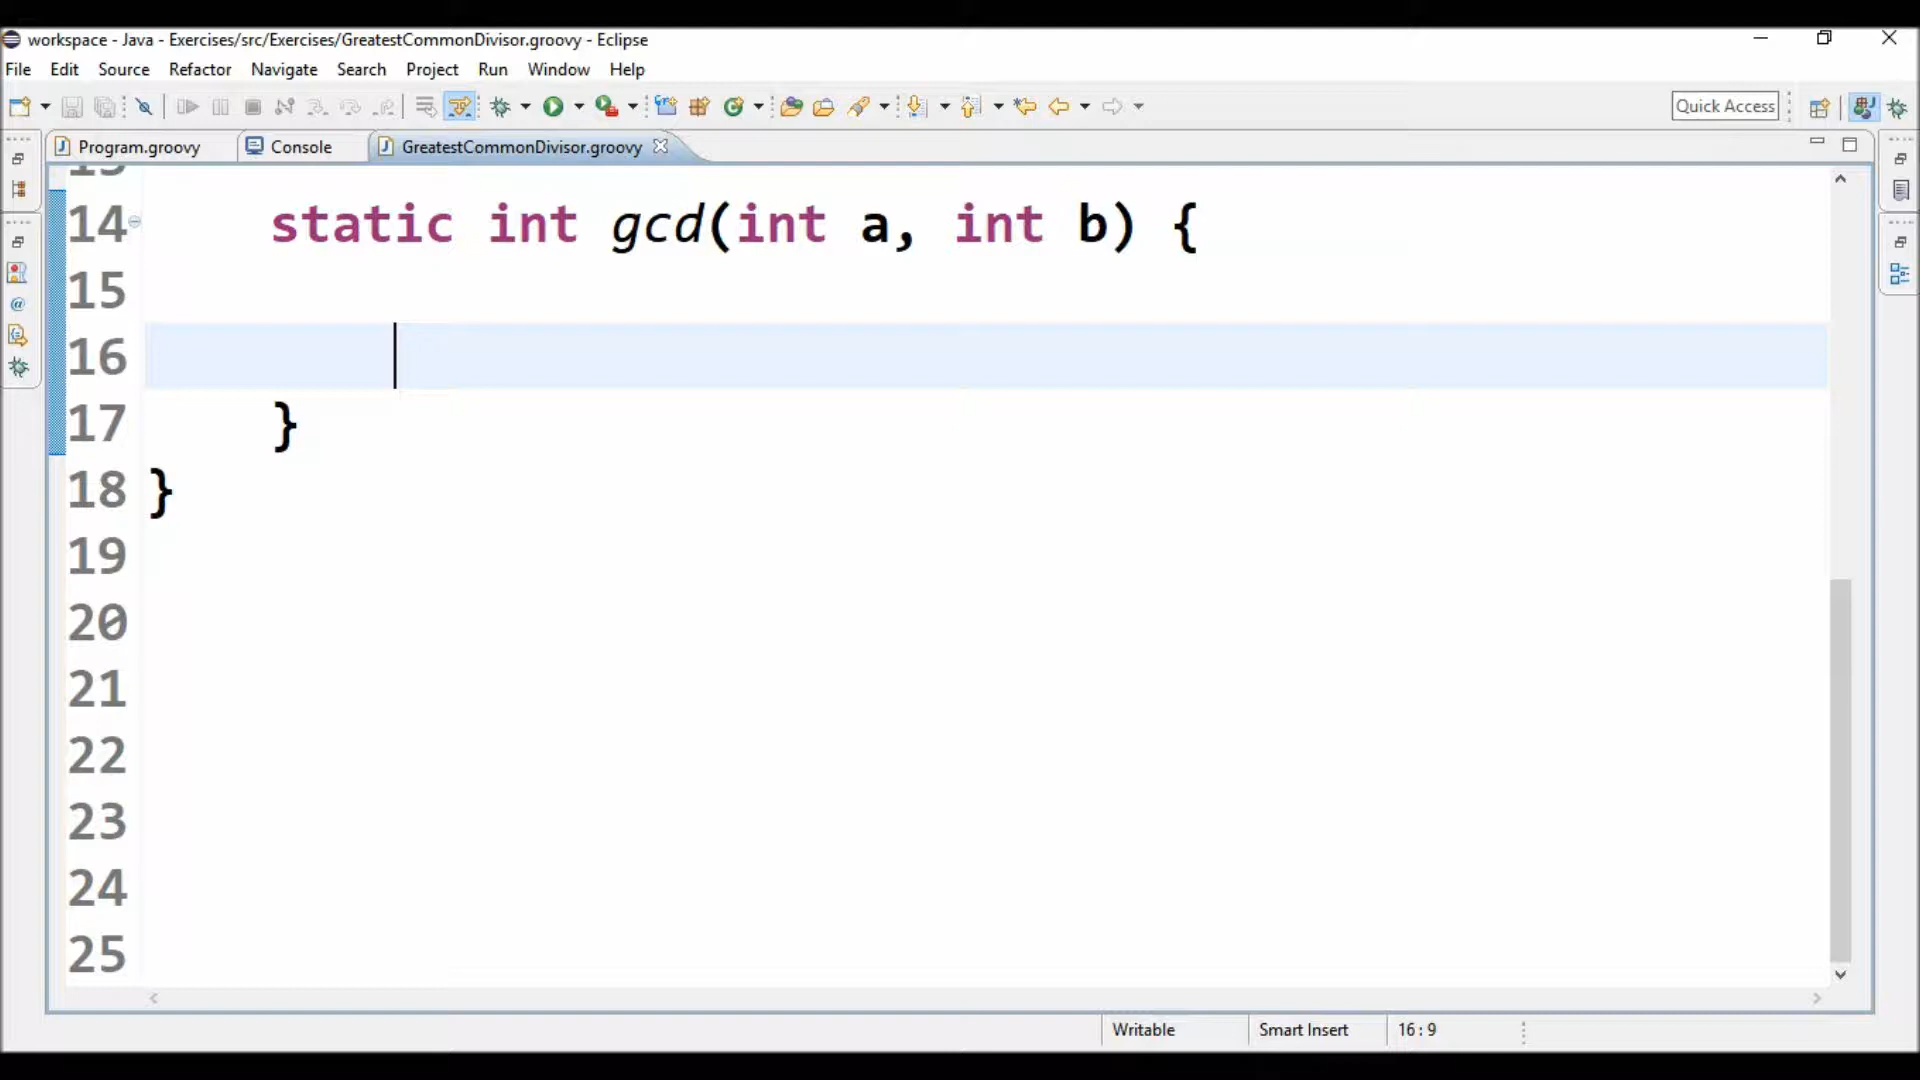 workspace - Java - Exercises/src/Exercises/GreatestCommonDivisor.groovy - Eclipse
File Edit Source Refactor Navigate Search Project Run Window Help
Quick Access
Program.groovy Console GreatestCommonDivisor.groovy
14 static int gcd(int a, int b) {
15
16
17 }
18 }
19
20
21
22
23
24
25
Writable Smart Insert 16 : 9